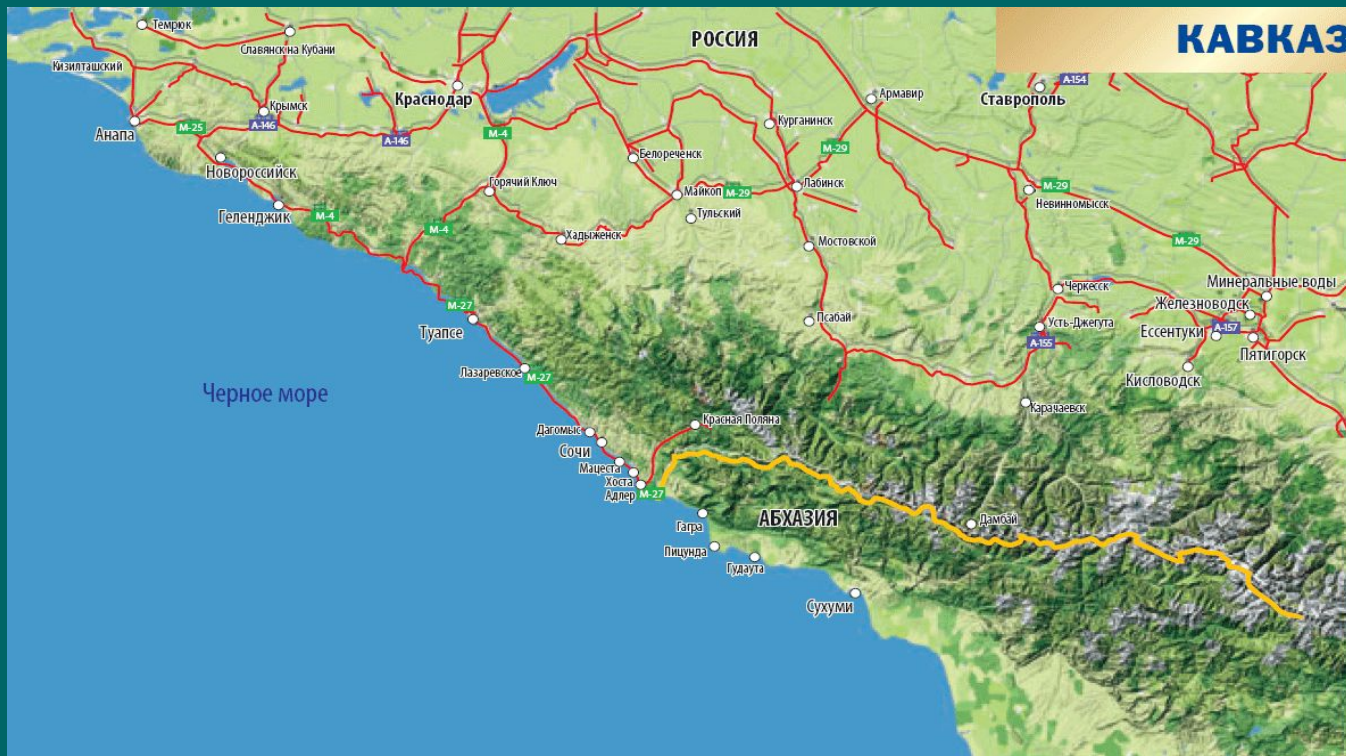 КАВКАЗ
РОССИЯ
Темрюк
Славянск на Кубани
Кизилташский
Краснодар
Армавир
Ставрополь
A-154
Крымск
Анапа
М-25
A-146
A-146
М-4
Курганинск
М-29
Белореченск
Новороссийск
Горячий Ключ
Майкоп
М-29
Лабинск
М-29
Невинномысск
Геленджик
М-4
М-4
Тульский
Хадыженск
Мостовской
М-29
Черкесск
Минеральные воды
Железноводск
М-27
Туапсе
Псабай
Усть-Джегута
A-155
Ессентуки
A-157
Пятигорск
Лазаревское
М-27
Кисловодск
Черное море
Карачаевск
Красная Поляна
Дагомыс
Сочи
Мацеста
Хоста
Адлер
М-27
Гагра
АБХАЗИЯ
Дамбай
Пицунда
Гудаута
Сухуми